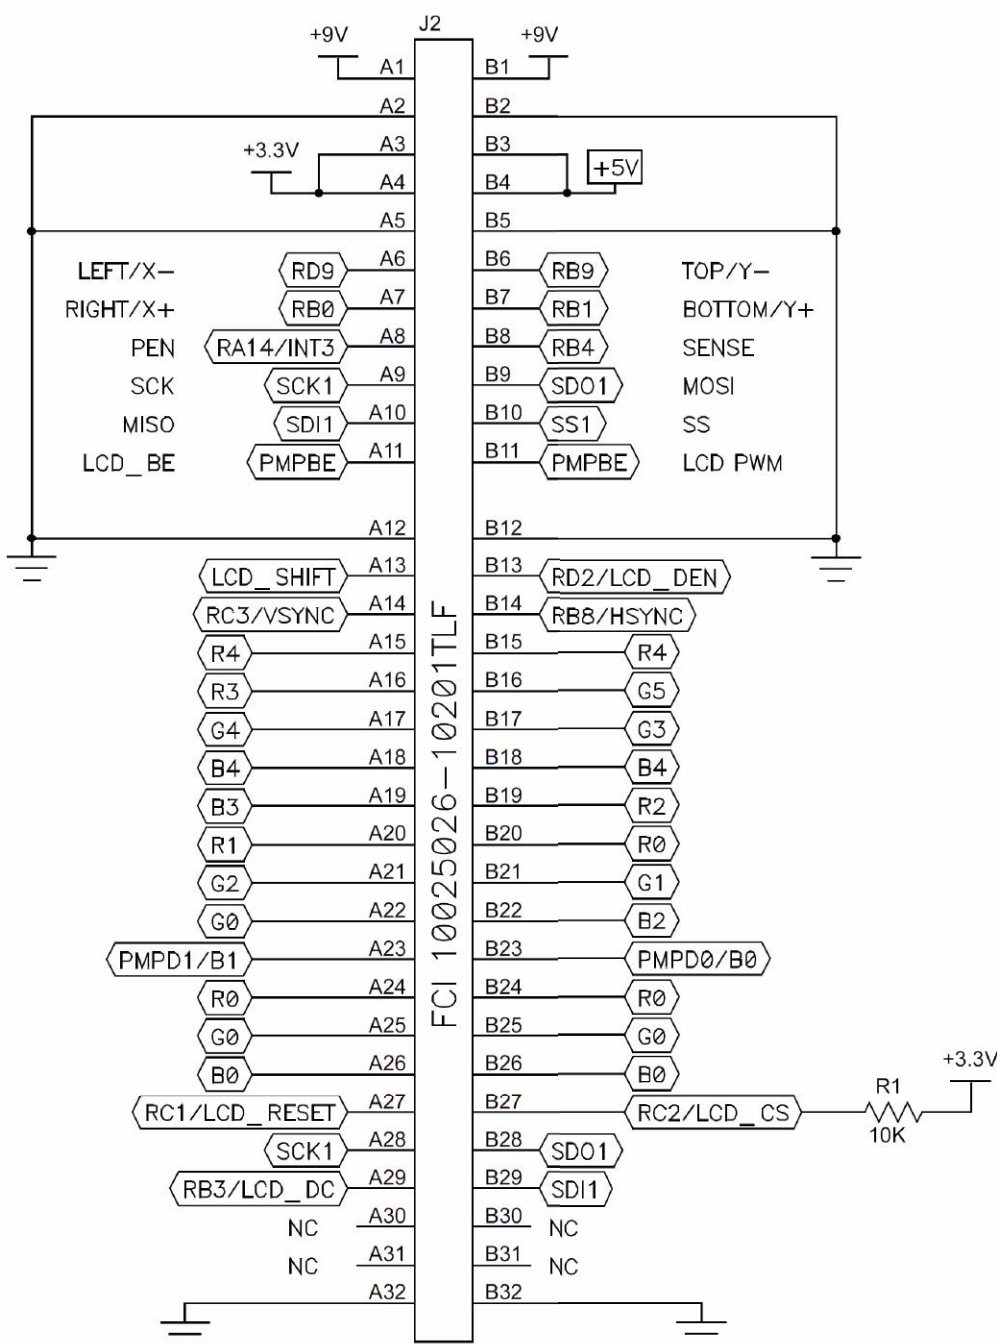 J2
+9V +9V
A1 B1
A2 B2
A3 B3
+3.3V +5V
A4 B4
A5 B5
LEFT/X- RD9 A6 B6 RB9 TOP/Y-
RIGHT/X+ RB0 A7 B7 RB1 BOTTOM/Y+
PEN RA14/INT3 A8 B8 RB4 SENSE
SCK SCK1 A9 B9 SDO1 MOSI
MISO SDI1 A10 B10 SS1 SS
LCD_BE PMPBE A11 B11 PMPBE LCD PWM
A12 B12
LCD_SHIFT A13 B13 RD2/LCD_DEN
RC3/VSYNC A14 B14 RB8/HSYNC
R4 A15 B15 R4
R3 A16 B16 G5
G4 A17 B17 G3
B4 A18 B18 B4
B3 A19 B19 R2
R1 A20 B20 R0
G2 A21 B21 G1
G0 A22 B22 B2
PMPD1/B1 A23 B23 PMPD0/B0
R0 A24 B24 R0
G0 A25 B25 G0
B0 A26 B26 B0
+3.3V
R1
RC1/LCD_RESET A27 B27 RC2/LCD_CS
10K
SCK1 A28 B28 SDO1
RB3/LCD_DC A29 B29 SDI1
NC A30 B30 NC
NC A31 B31 NC
A32 B32
FCI 10025026-10201TLF